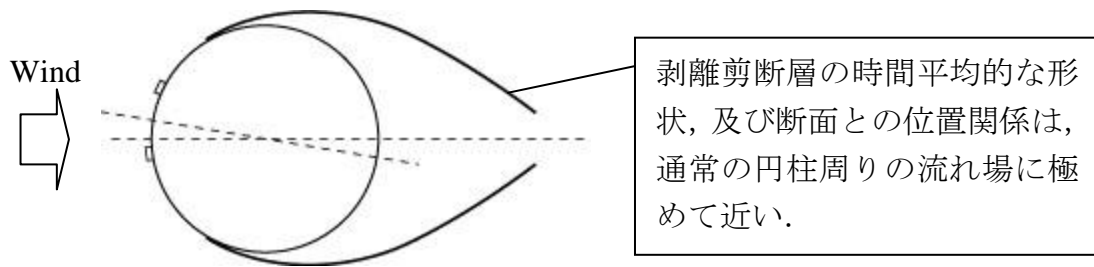 Wind
剥離剪断層の時間平均的な形
状, 及び断面との位置関係は,
通常の円柱周りの流れ場に極
めて近い.